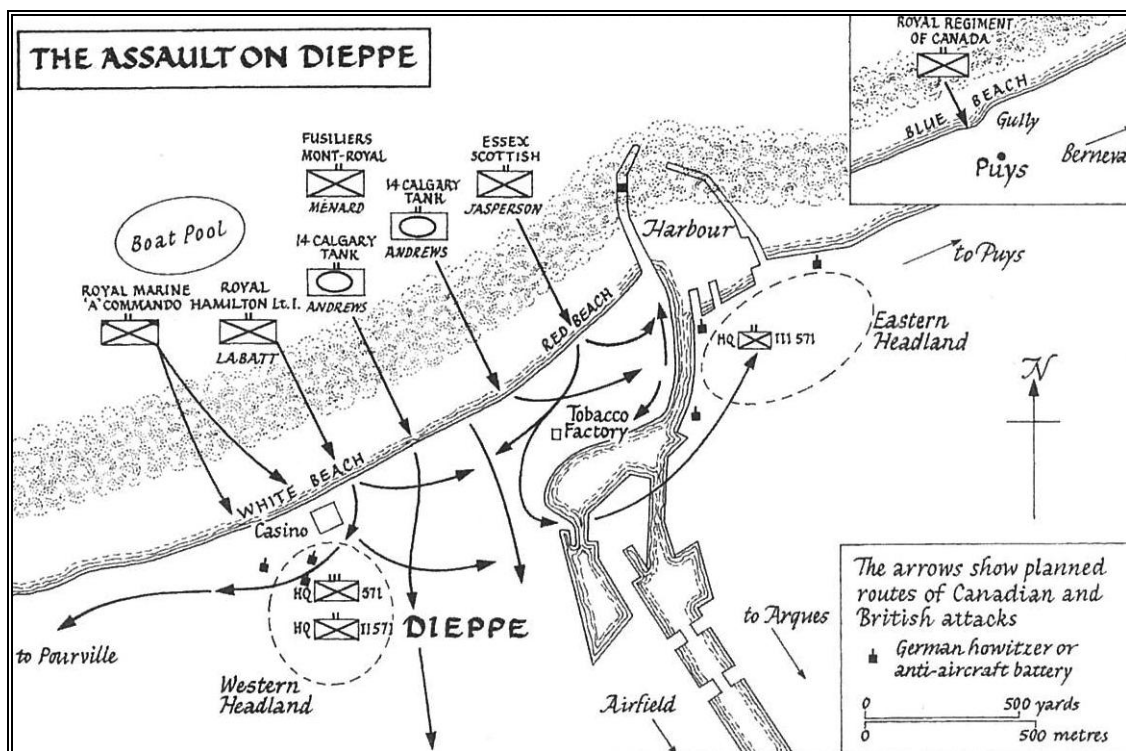 THE ASSAULT ON DIEPPE
ROYAL REGIMENT
OF CANADA
BLUE BEACH
Gully
Puys
Berneva
FUSILIERS
MONT-ROYAL
MÉNARD
14 CALGARY
TANK
ANDREWS
ESSEX
SCOTTISH
JASPERSON
14 CALGARY
TANK
ANDREWS
Boat Pool
ROYAL MARINE
'A' COMMANDO
ROYAL
HAMILTON Lt. I.
LABATT
Harbour
to Puys
RED BEACH
HQ III 571
Eastern
Headland
N
Tobacco
Factory
WHITE BEACH
Casino
HQ 571
HQ II 571
DIEPPE
to Pourville
Western
Headland
to Arques
Airfield
The arrows show planned
routes of Canadian and
British attacks
German howitzer or
anti-aircraft battery
0 500 yards
0 500 metres